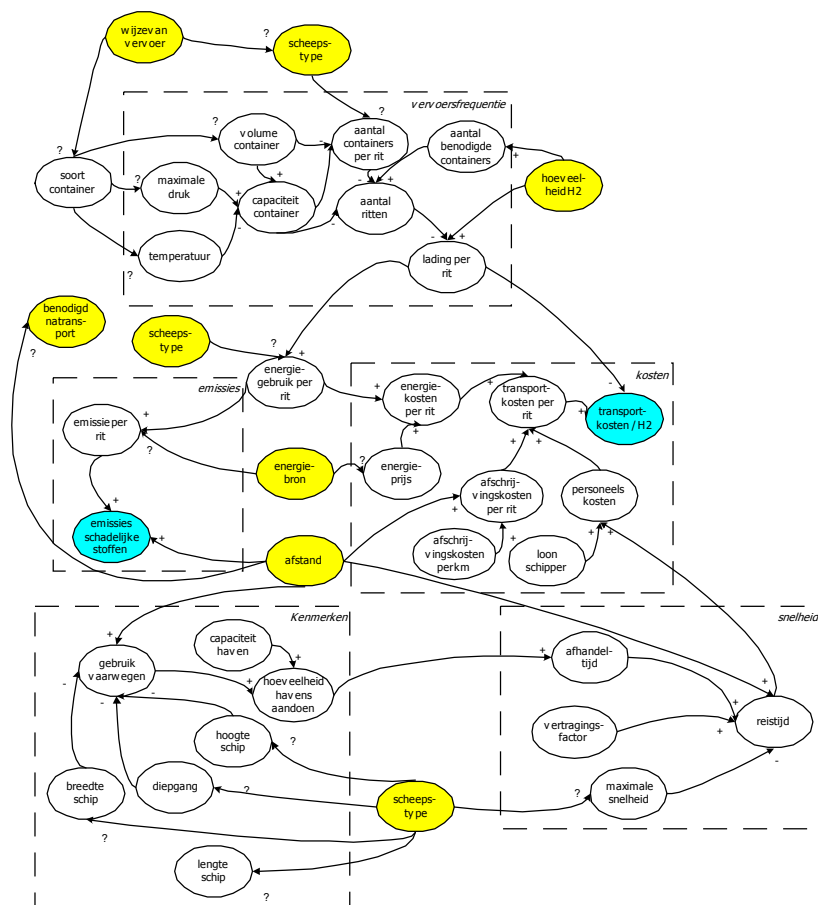 wijze van
vervoer
?
scheeps-
type
vervoersfrequentie
?
?
?
volume
container
-
aantal
containers
per rit
aantal
benodigde
containers
+
soort
container
?
maximale
druk
+
+
capaciteit
container
-
-
+
aantal
ritten
hoeveel-
heid H2
-
-
+
temperatuur
?
lading per
rit
benodigd
natransport
?
scheeps-
type
?
+
energie-
gebruik per
rit
kosten
emissies
+
energie-
kosten
per rit
+
transport-
kosten per
rit
-
+
transport-
kosten / H2
emissie per
rit
+
?
+
+
+
energie-
bron
?
energie-
prijs
afschrij-
vingskosten
per rit
+
personeels
kosten
+
emissies
schadelijke
stoffen
+
afstand
afschrij-
vingskosten
per km
+
loon
schipper
+
+
Kenmerken
snelheid
+
gebruik
vaarwegen
capaciteit
haven
+
+
hoeveelheid
havens
aandoen
+
afhandel-
tijd
+
-
-
-
hoogte
schip
vertragings-
factor
+
+
reistijd
-
?
breedte
schip
diepgang
?
scheeps-
type
?
maximale
snelheid
?
lengte
schip
?